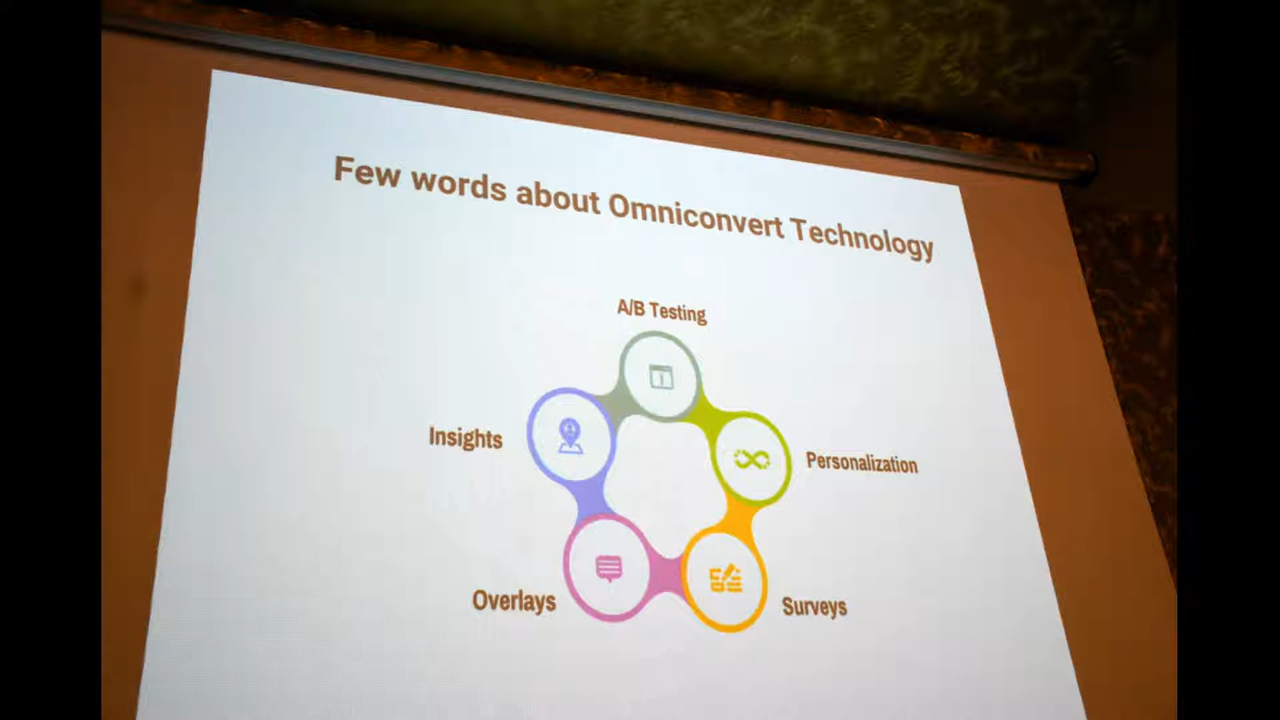 Few words about Omniconvert Technology
A/B Testing
Insights
Personalization
Overlays
Surveys